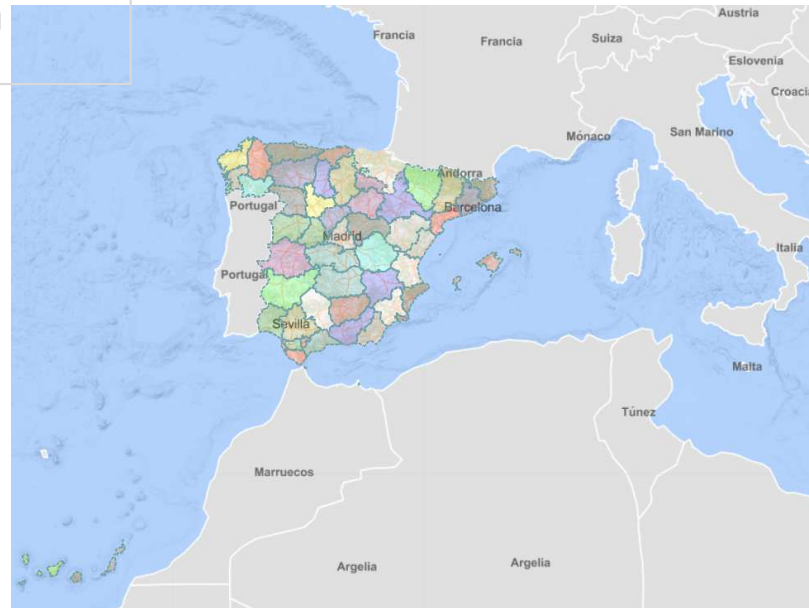 Austria
Francia
Francia
Suiza
Eslovenia
Croacia
Mónaco
San Marino
Andorra
Portugal
Barcelona
Madrid
Italia
Portugal
Sevilla
Malta
Túnez
Marruecos
Argelia
Argelia